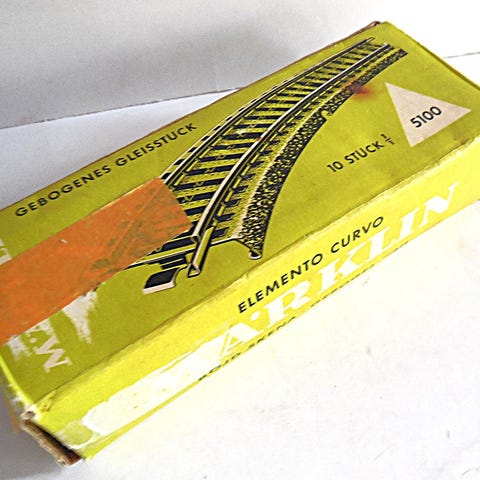 GEBOGENES GLEISSTÜCK
10 STÜCK 1/1
5100
ELEMENTO CURVO
MÄRKLIN